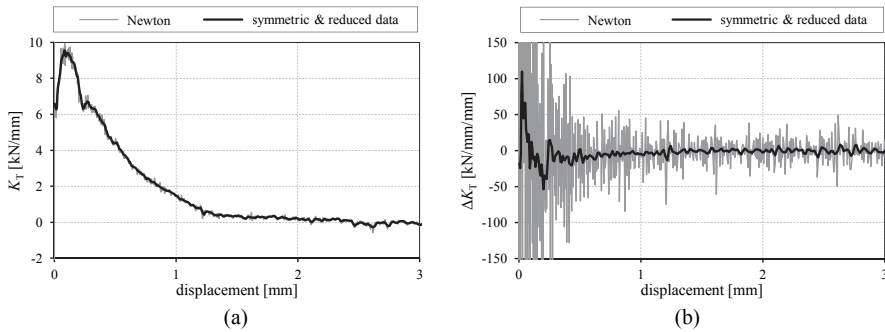 Newton symmetric & reduced data
10
8
6
4
2
0
-2
K_T [kN/mm]
0 1 2 3
displacement [mm]
(a)
Newton symmetric & reduced data
150
100
50
0
-50
-100
-150
ΔK_T [kN/mm/mm]
0 1 2 3
displacement [mm]
(b)